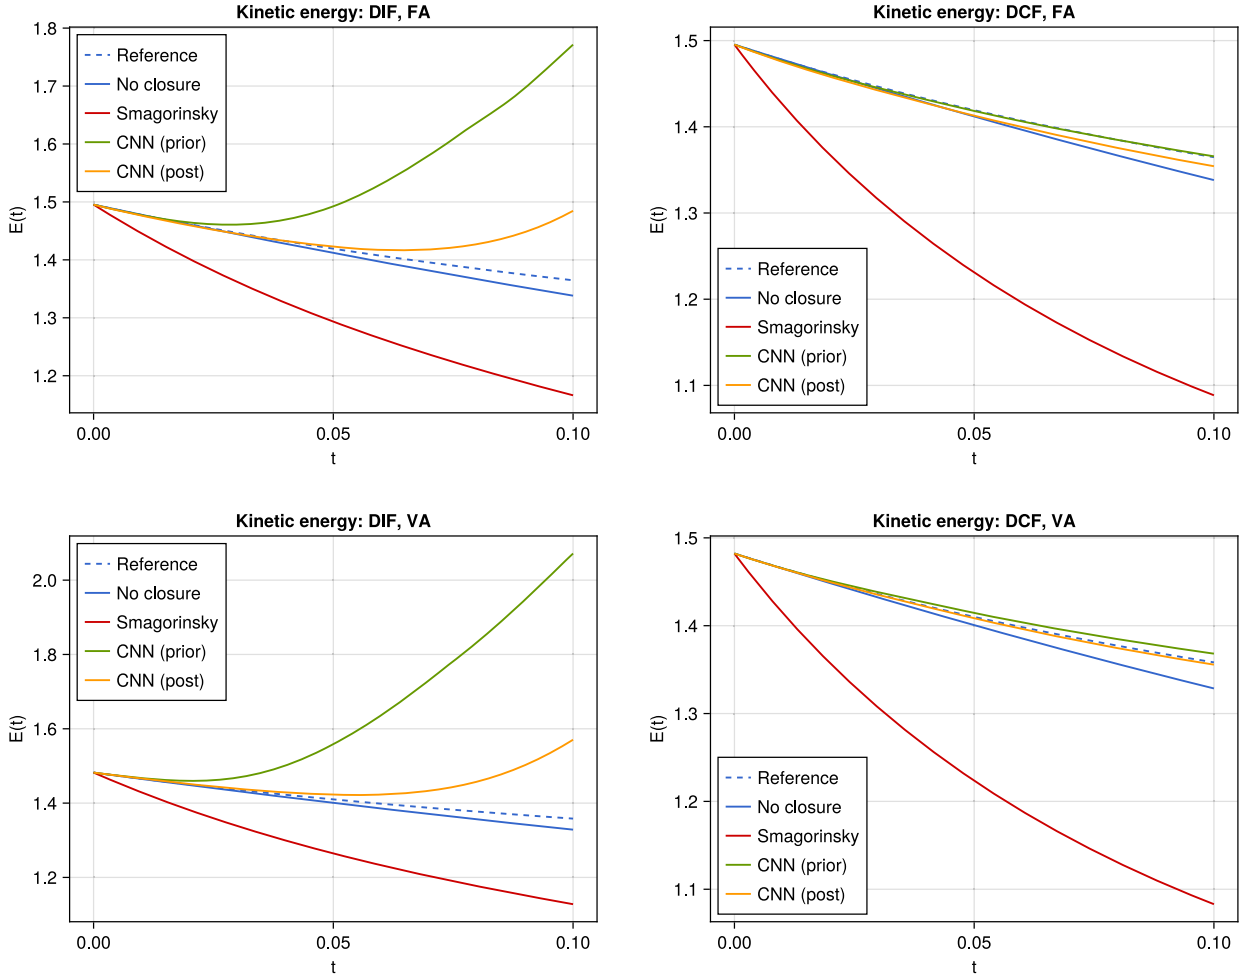 Kinetic energy: DIF, FA
1.8
1.7
1.6
1.5
1.4
1.3
1.2
E(t)
Reference
No closure
Smagorinsky
CNN (prior)
CNN (post)
0.00
0.05
0.10
t
Kinetic energy: DCF, FA
1.5
1.4
1.3
1.2
1.1
E(t)
Reference
No closure
Smagorinsky
CNN (prior)
CNN (post)
0.00
0.05
0.10
t
Kinetic energy: DIF, VA
2.0
1.8
1.6
1.4
1.2
E(t)
Reference
No closure
Smagorinsky
CNN (prior)
CNN (post)
0.00
0.05
0.10
t
Kinetic energy: DCF, VA
1.5
1.4
1.3
1.2
1.1
E(t)
Reference
No closure
Smagorinsky
CNN (prior)
CNN (post)
0.00
0.05
0.10
t